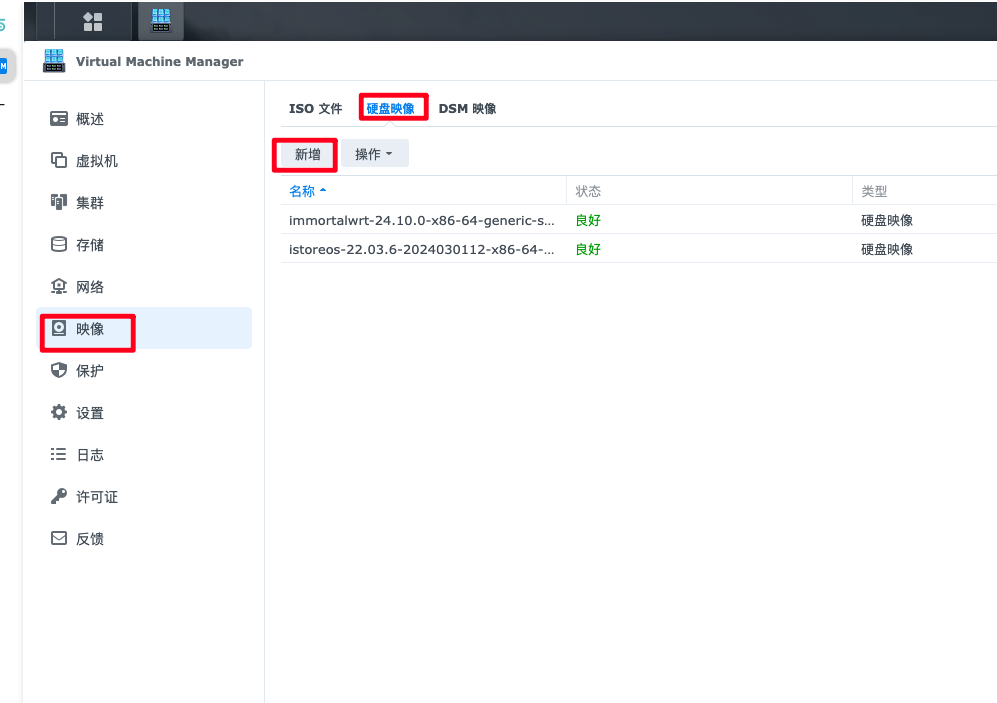 Virtual Machine Manager
概述
虚拟机
集群
存储
网络
映像
保护
设置
日志
许可证
反馈
ISO 文件 硬盘映像 DSM 映像
新增 操作
名称 状态 类型
immortalwrt-24.10.0-x86-64-generic-s... 良好 硬盘映像
istoreos-22.03.6-2024030112-x86-64-... 良好 硬盘映像